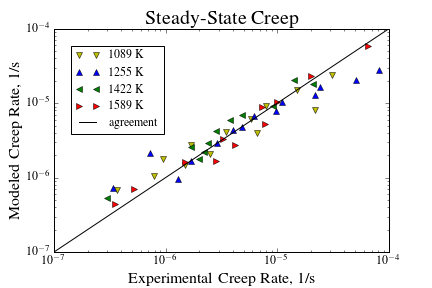 Steady-State Creep
Modeled Creep Rate, 1/s
10⁻⁴
10⁻⁵
10⁻⁶
10⁻⁷
1089 K
1255 K
1422 K
1589 K
agreement
10⁻⁷ 10⁻⁶ 10⁻⁵ 10⁻⁴
Experimental Creep Rate, 1/s